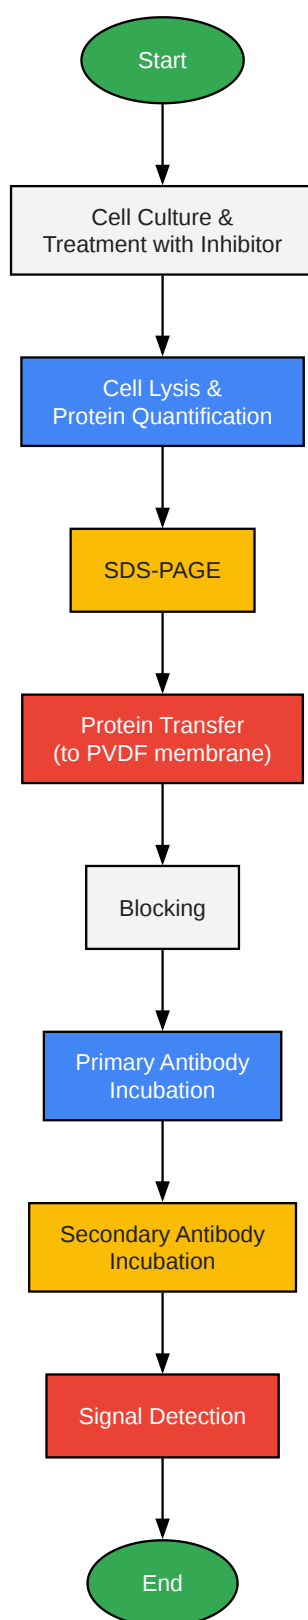 Start
Cell Culture &
Treatment with Inhibitor
Cell Lysis &
Protein Quantification
SDS-PAGE
Protein Transfer
(to PVDF membrane)
Blocking
Primary Antibody
Incubation
Secondary Antibody
Incubation
Signal Detection
End